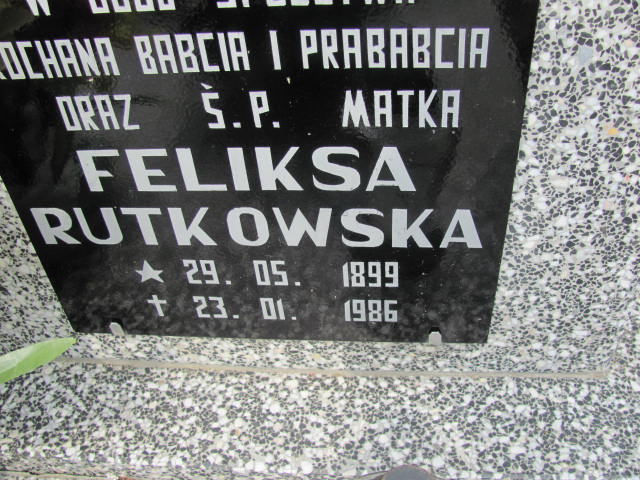 KOCHANA BABCIA I PRABABCIA
ORAZ Ś.P. MATKA
FELIKSA
RUTKOWSKA
★ 29. 05. 1899
✝ 23. 01. 1986